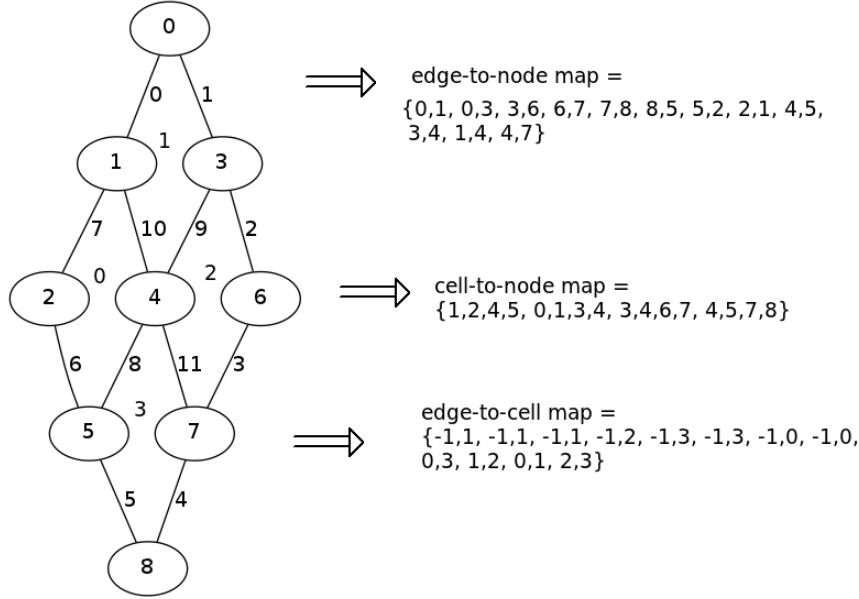 0
0 1
edge-to-node map =
{0,1, 0,3, 3,6, 6,7, 7,8, 8,5, 5,2, 2,1, 4,5,
3,4, 1,4, 4,7}
1
1 3
7 10 9 2
0 2
2 4 6
cell-to-node map =
{1,2,4,5, 0,1,3,4, 3,4,6,7, 4,5,7,8}
6 8 11 3
3
5 7
edge-to-cell map =
{-1,1, -1,1, -1,1, -1,2, -1,3, -1,3, -1,0, -1,0,
0,3, 1,2, 0,1, 2,3}
5 4
8